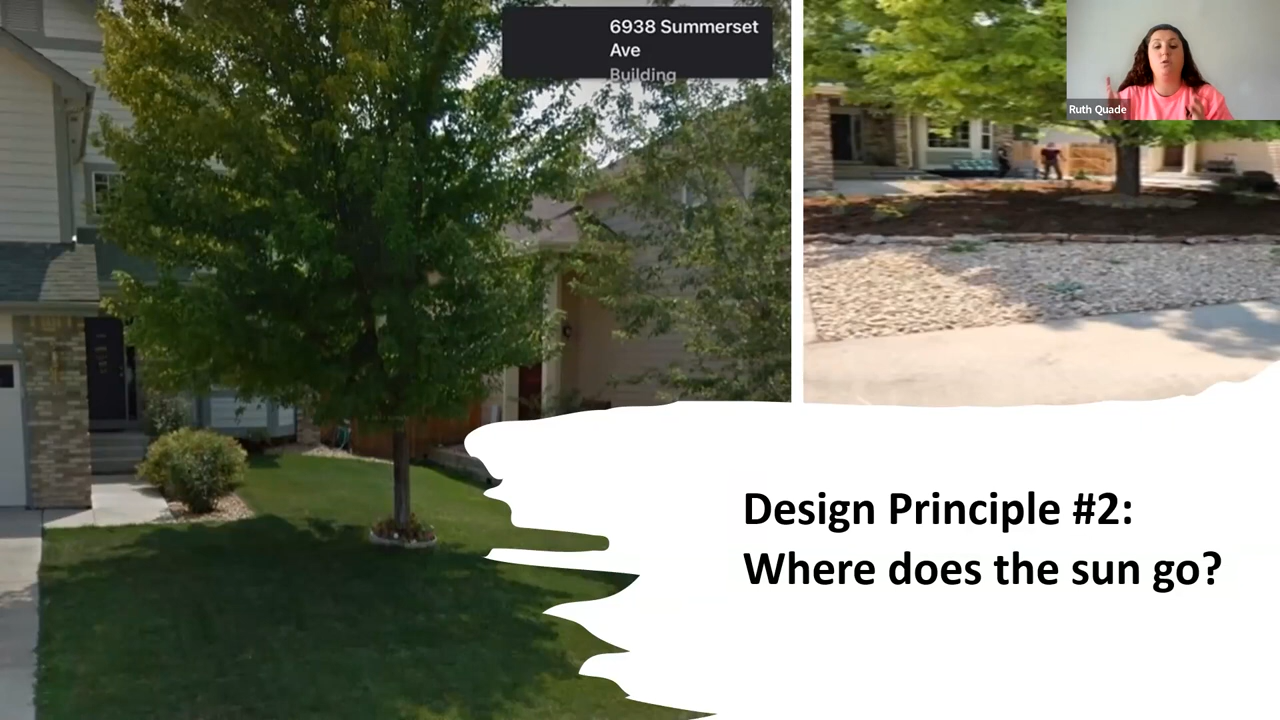 6938 Summerset
Ave
Building
Ruth Quade
Design Principle #2:
Where does the sun go?